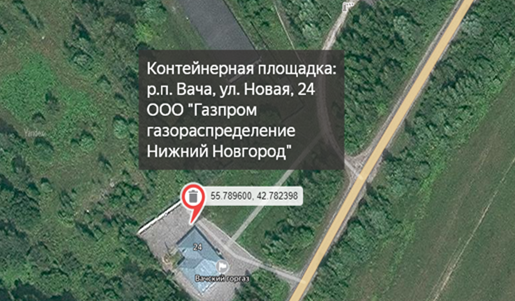 Контейнерная площадка:
р.п. Вача, ул. Новая, 24
ООО "Газпром
газораспределение
Нижний Новгород"
55.789600, 42.782398
24
Вачский горгаз